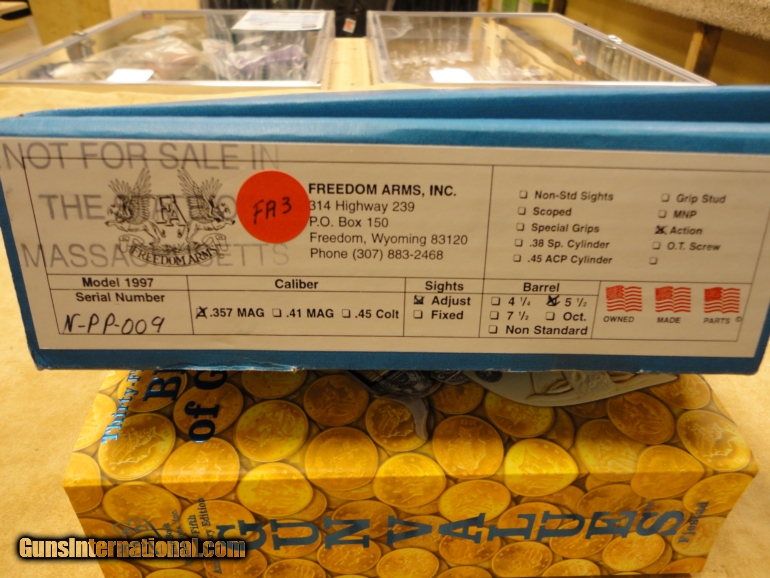 NOT FOR SALE IN
THE
MASSACHUSETTS
FA
FREEDOM ARMS
FA3
FREEDOM ARMS, INC.
314 Highway 239
P.O. Box 150
Freedom, Wyoming 83120
Phone (307) 883-2468
Non-Std Sights
Scoped
Special Grips
.38 Sp. Cylinder
.45 ACP Cylinder
Grip Stud
MNP
Action
O.T. Screw
Model 1997
Serial Number
N-PP-009
Caliber
.357 MAG .41 MAG .45 Colt
Sights
Adjust
Fixed
Barrel
4 1/4 5 1/2
7 1/2 Oct.
Non Standard
OWNED MADE PARTS ©
of G
GUN VALUES
Edition
GunsInternational.com